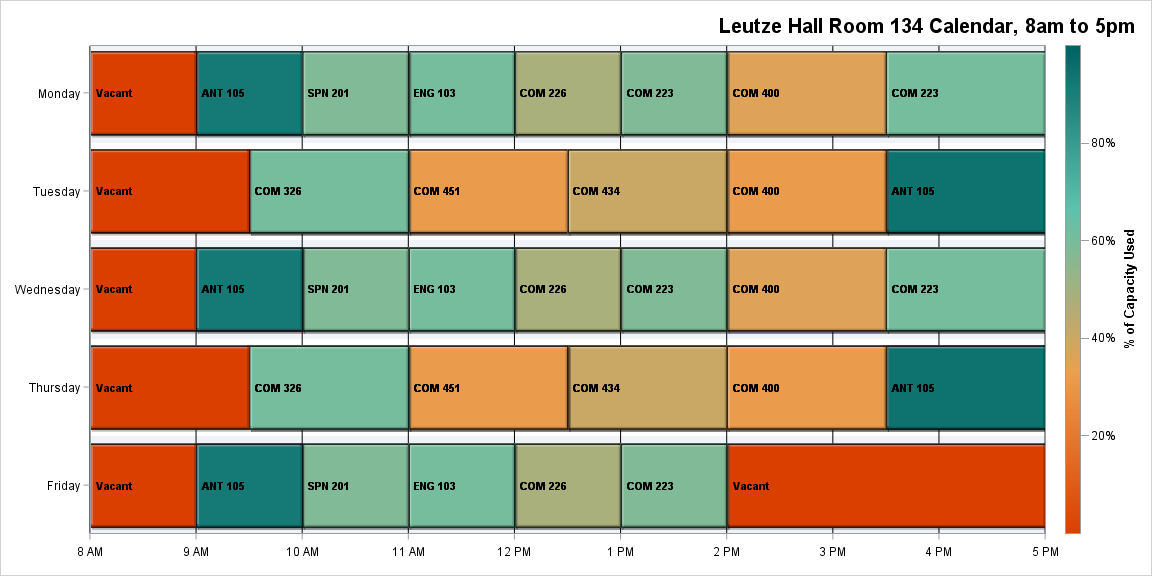 Leutze Hall Room 134 Calendar, 8am to 5pm
Monday
Vacant
ANT 105
SPN 201
ENG 103
COM 226
COM 223
COM 400
COM 223
Tuesday
Vacant
COM 326
COM 451
COM 434
COM 400
ANT 105
Wednesday
Vacant
ANT 105
SPN 201
ENG 103
COM 226
COM 223
COM 400
COM 223
Thursday
Vacant
COM 326
COM 451
COM 434
COM 400
ANT 105
Friday
Vacant
ANT 105
SPN 201
ENG 103
COM 226
COM 223
Vacant
8 AM
9 AM
10 AM
11 AM
12 PM
1 PM
2 PM
3 PM
4 PM
5 PM
80%
60%
40%
20%
% of Capacity Used